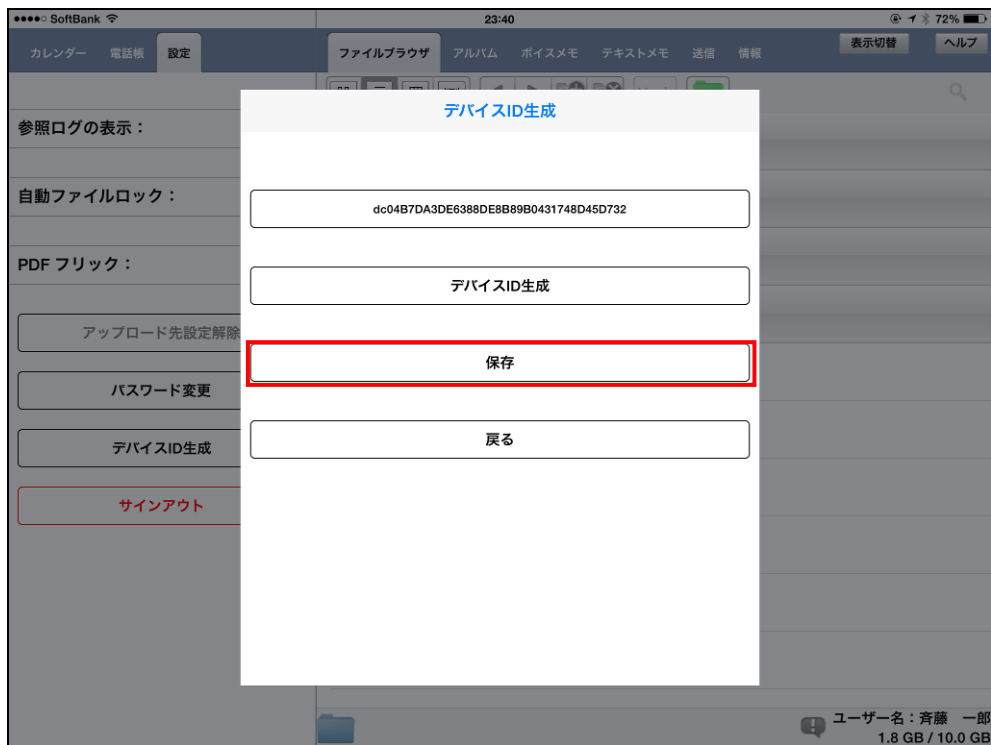 SoftBank 23:40 72%
カレンダー 電話帳 設定 ファイルブラウザ アルバム ボイスメモ テキストメモ 送信 情報 表示切替 ヘルプ
デバイスID生成
参照ログの表示：
自動ファイルロック：
dc04B7DA3DE6388DE8B89B0431748D45D732
PDF フリック：
デバイスID生成
アップロード先設定解除
保存
パスワード変更
戻る
デバイスID生成
サインアウト
ユーザー名：斉藤　一郎
1.8 GB / 10.0 GB